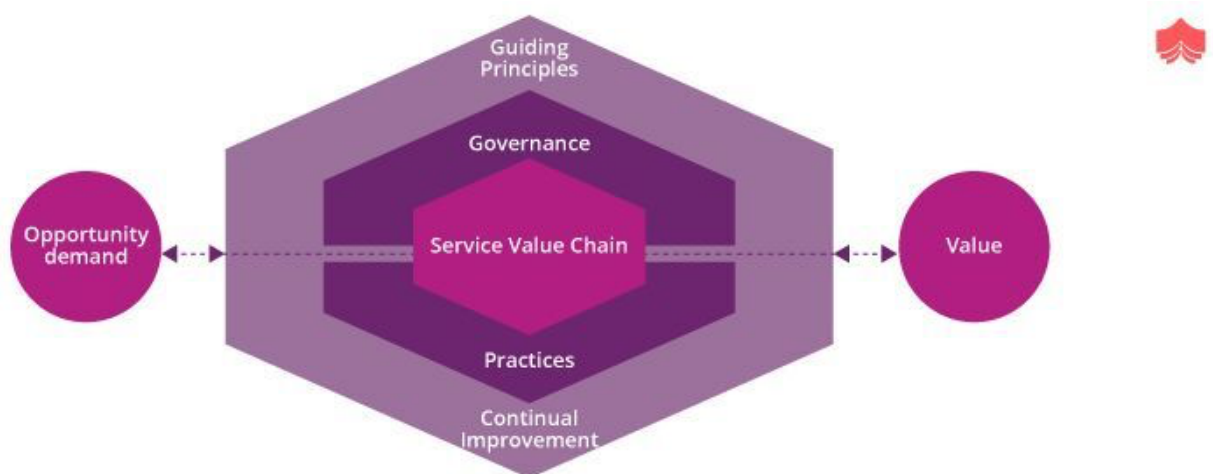 Guiding
Principles
Governance
Opportunity
demand
Service Value Chain
Value
Practices
Continual
Improvement